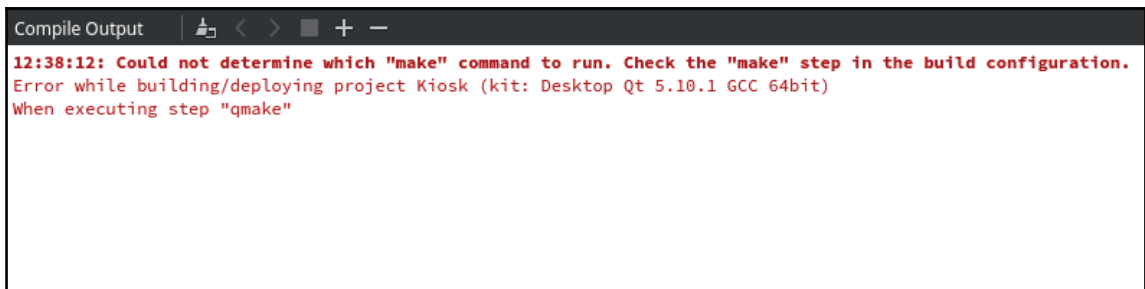 Compile Output
12:38:12: Could not determine which "make" command to run. Check the "make" step in the build configuration.
Error while building/deploying project Kiosk (kit: Desktop Qt 5.10.1 GCC 64bit)
When executing step "qmake"